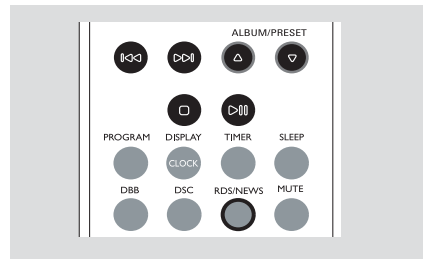 ALBUM/PRESET
PROGRAM DISPLAY TIMER SLEEP
CLOCK
DBB DSC RDS/NEWS MUTE